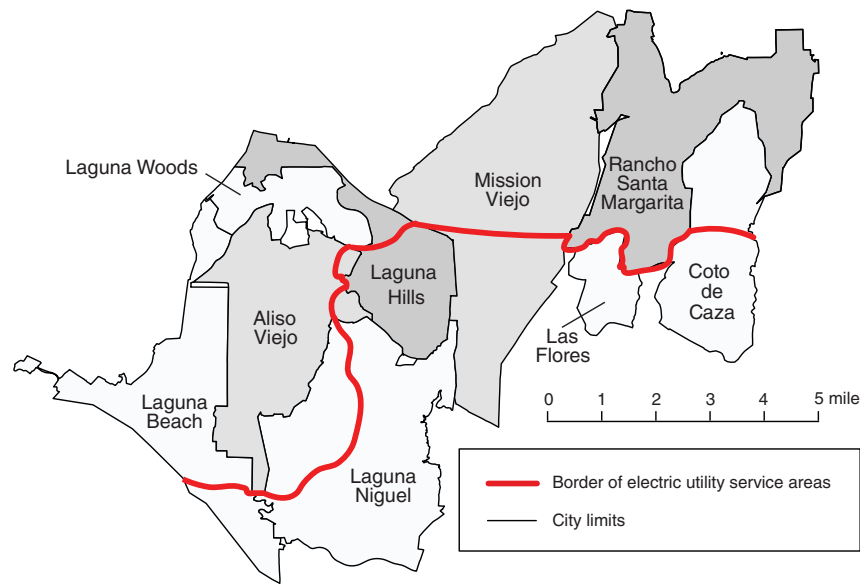 Laguna Woods
Mission
Viejo
Rancho
Santa
Margarita
Laguna
Hills
Coto
de
Caza
Aliso
Viejo
Las
Flores
Laguna
Beach
0 1 2 3 4 5 mile
Laguna
Niguel
Border of electric utility service areas
City limits